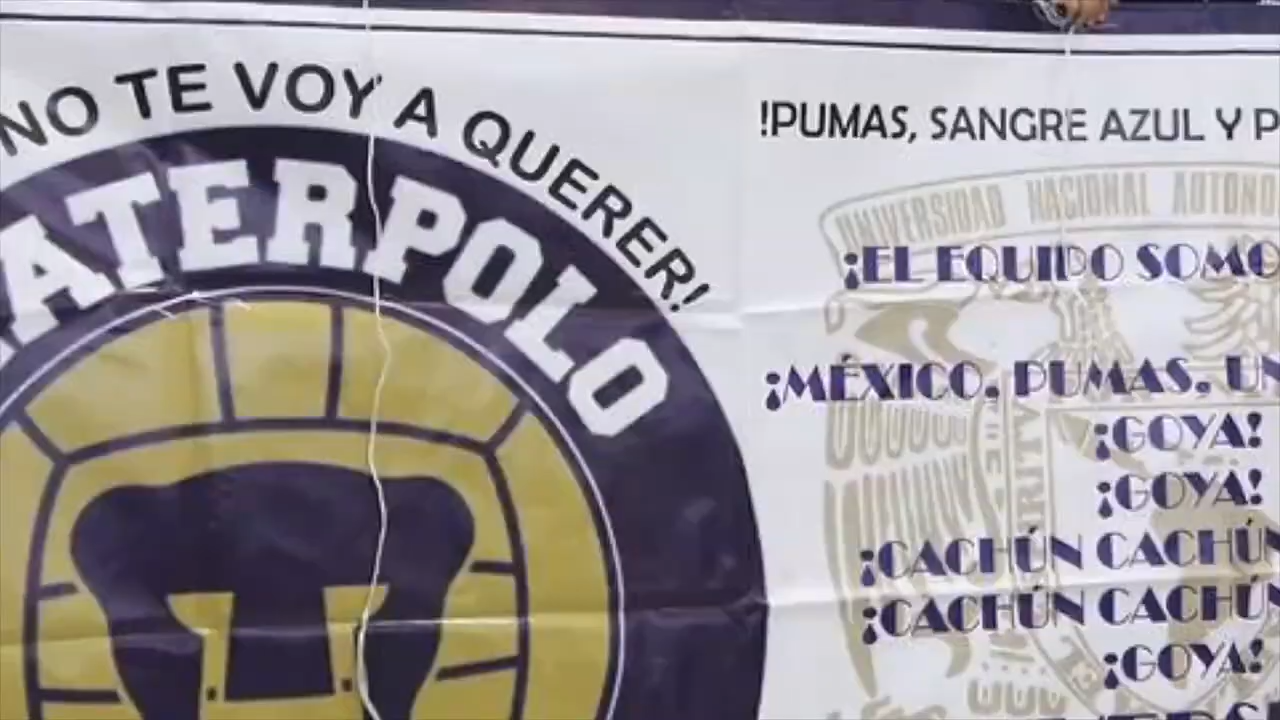 NO TE VOY A QUERER!
ATERPOLO
!PUMAS, SANGRE AZUL Y P
UNIVERSIDAD NACIONAL AUTONO
¡EL EQUIPO SOMO
¡MÉXICO, PUMAS, UN
¡GOYA!
¡GOYA!
¡CACHÚN CACHÚN
¡CACHÚN CACHÚN
¡GOYA!